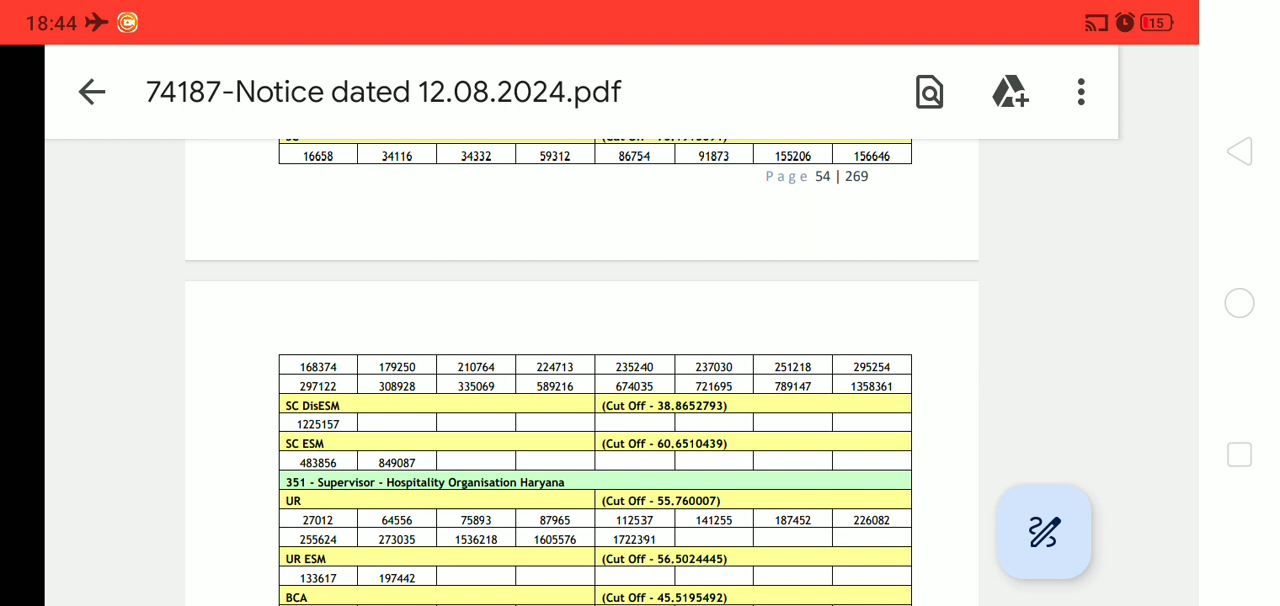 18:44 15
74187-Notice dated 12.08.2024.pdf
16658 34116 34332 59312 86754 91873 155206 156646
Page 54 | 269
168374 179250 210764 224713 235240 237030 251218 295254
297122 308928 335069 589216 674035 721695 789147 1358361
SC DisESM (Cut Off - 38.8652793)
1225157
SC ESM (Cut Off - 60.6510439)
483856 849087
351 - Supervisor - Hospitality Organisation Haryana
UR (Cut Off - 55.760007)
27012 64556 75893 87965 112537 141255 187452 226082
255624 273035 1536218 1605576 1722391
UR ESM (Cut Off - 56.5024445)
133617 197442
BCA (Cut Off - 45.5195492)